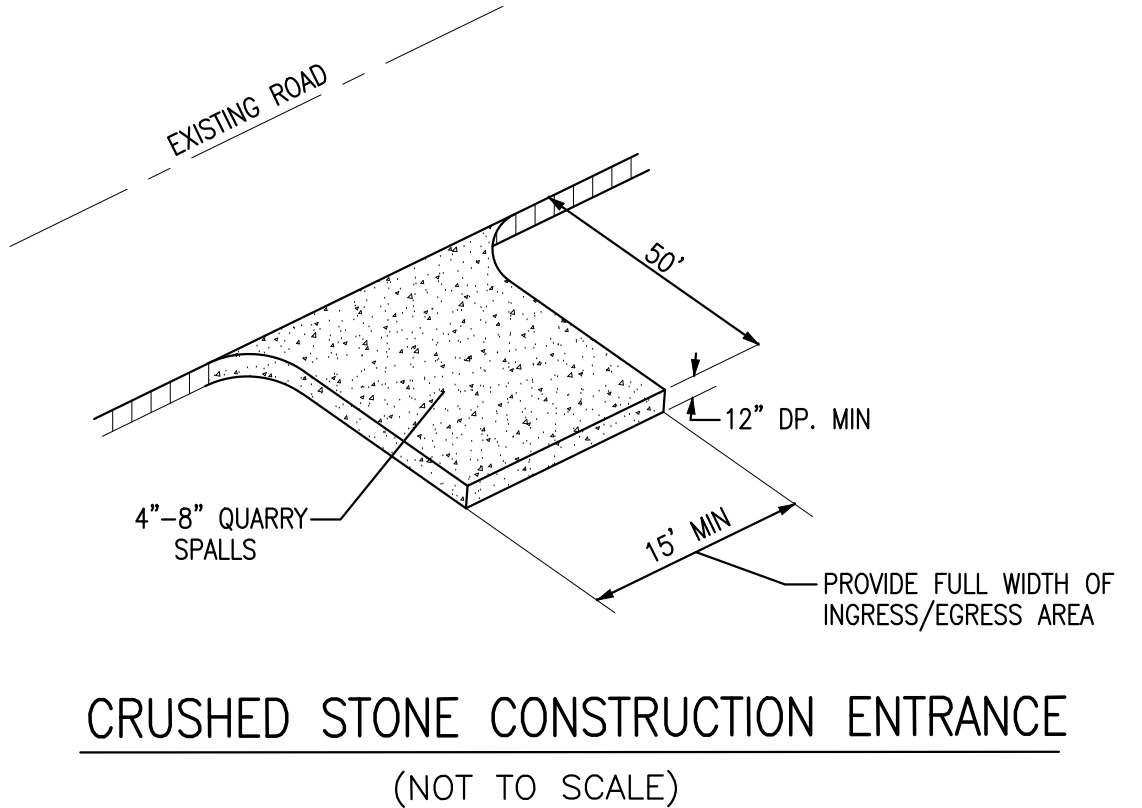 EXISTING ROAD
50'
12" DP. MIN
4"-8" QUARRY
SPALLS
15' MIN
PROVIDE FULL WIDTH OF
INGRESS/EGRESS AREA
CRUSHED STONE CONSTRUCTION ENTRANCE
(NOT TO SCALE)